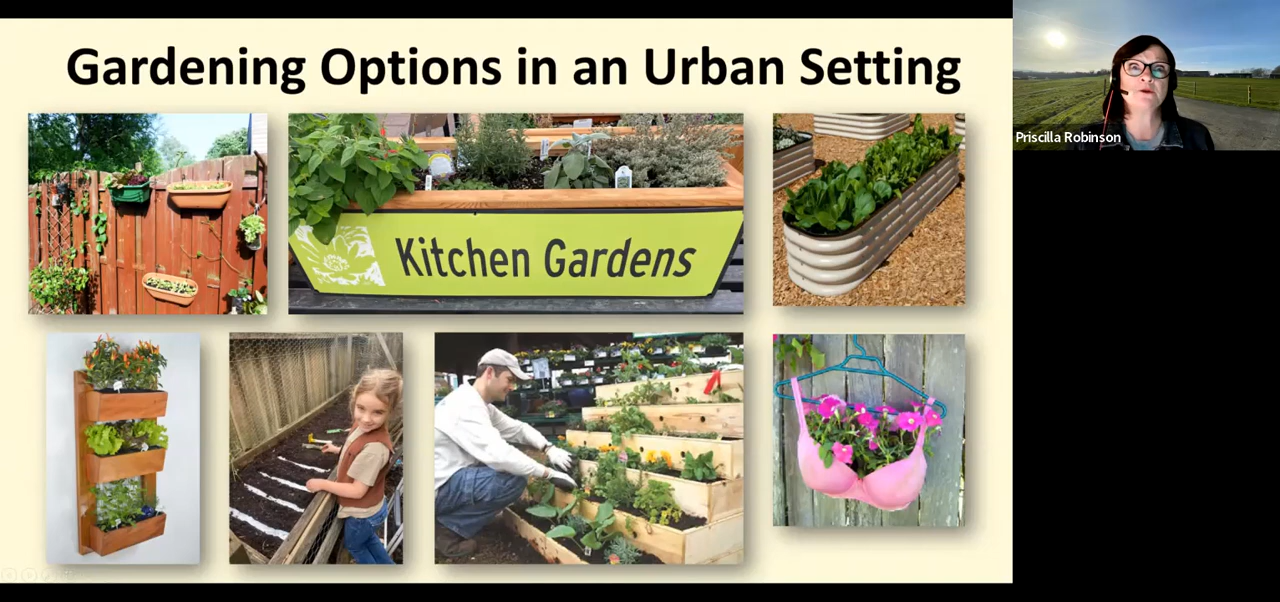 Gardening Options in an Urban Setting
Kitchen Gardens
Priscilla Robinson